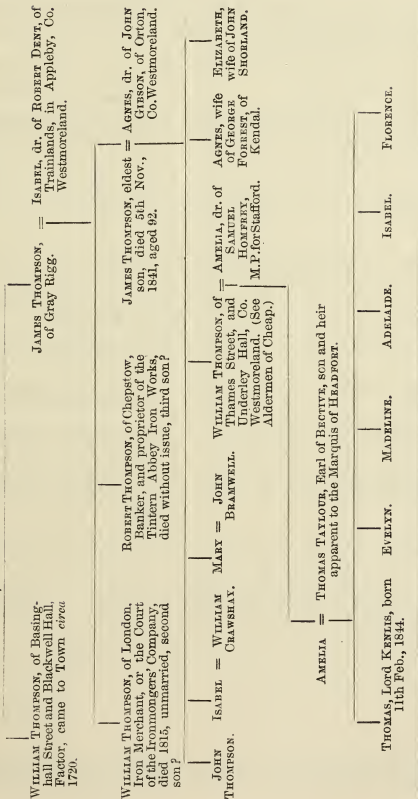 WILLIAM THOMPSON, of Basing-
hall Street and Blackwell Hall,
Factor, came to Town circa
1720.
JAMES THOMPSON,
of Gray Rigg.
=
ISABEL, dr. of ROBERT DENT, of
Trainlands, in Appleby, Co.
Westmoreland.
WILLIAM THOMPSON, of London,
Iron Merchant, or the Court
of the Ironmongers' Company,
died 1815, unmarried, second
son?
ROBERT THOMPSON, of Chepstow,
Banker, and proprietor of the
Tintern Abbey Iron Works,
died without issue, third son?
JAMES THOMPSON, eldest
son, died 5th Nov.,
1841, aged 92.
=
AGNES, dr. of JOHN
GIBSON, of Orton,
Co. Westmoreland.
JOHN
THOMPSON.
ISABEL = WILLIAM
CRAWSHAY.
MARY = JOHN
BRAMWELL.
WILLIAM THOMPSON, of
Thames Street, and
Underley Hall, Co.
Westmoreland. (See
Aldermen of Cheap.)
=
AMELIA, dr. of
SAMUEL
HOMFREY,
M.P. for Stafford.
AGNES, wife
of GEORGE
FORREST, of
Kendal.
ELIZABETH,
wife of JOHN
SHORLAND.
AMELIA = THOMAS TAYLOUR, Earl of BECTIVE, son and heir
apparent to the Marquis of HEADFORT.
THOMAS, Lord KENLIS, born
11th Feb., 1844.
EVELYN.
MADELINE.
ADELAIDE.
ISABEL.
FLORENCE.